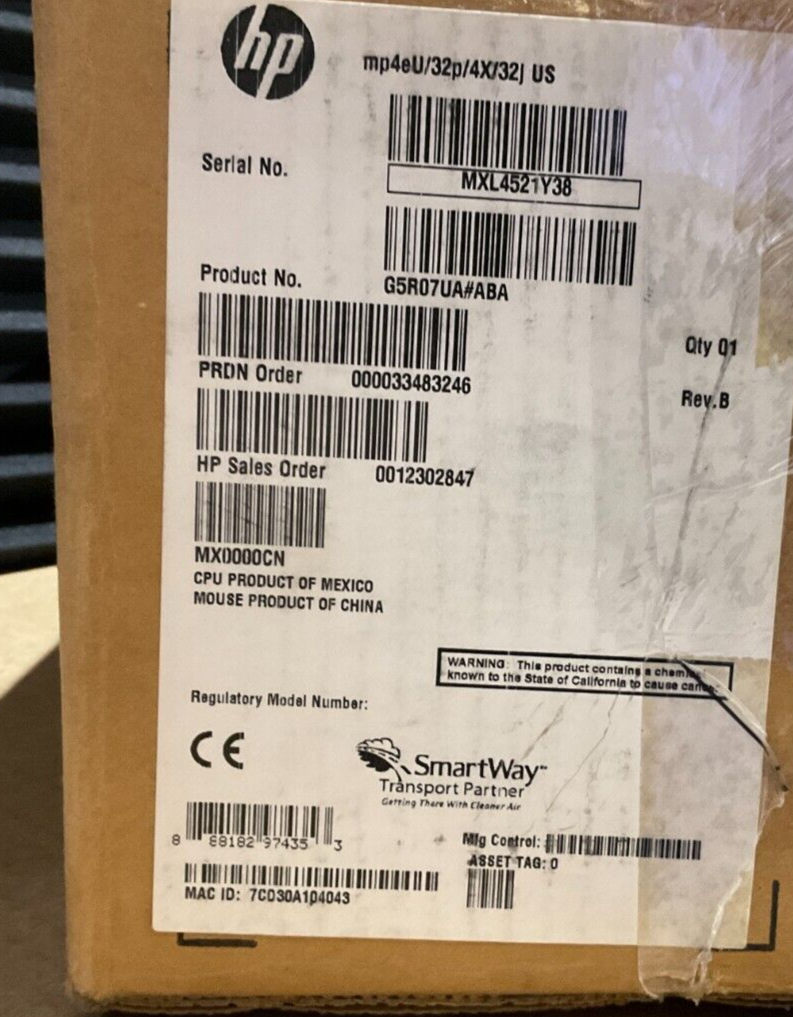 hp
mp4eU/32p/4X/32j US
Serial No.
MXL4521Y38
Product No.
G5R07UA#ABA
Qty 01
PRDN Order 000033483246
Rev.B
HP Sales Order 0012302847
MX0000CN
CPU PRODUCT OF MEXICO
MOUSE PRODUCT OF CHINA
WARNING: This product contains a
known to the State of California to cause
Regulatory Model Number:
CE
SmartWay
Transport Partner
Getting There With Cleaner Air
8 88182 97435 3
Mfg Control:
ASSET TAG: 0
MAC ID: 7CD30A104043